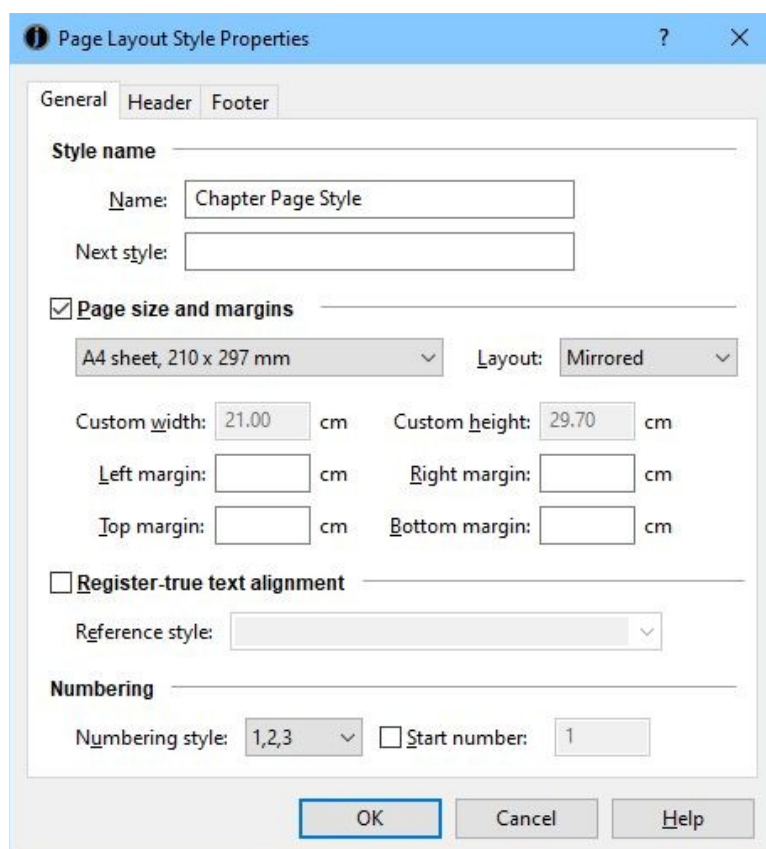 Page Layout Style Properties ? ×
General Header Footer
Style name
Name: Chapter Page Style
Next style:
Page size and margins
A4 sheet, 210 x 297 mm Layout: Mirrored
Custom width: 21.00 cm Custom height: 29.70 cm
Left margin: cm Right margin: cm
Top margin: cm Bottom margin: cm
Register-true text alignment
Reference style:
Numbering
Numbering style: 1,2,3 Start number: 1
OK Cancel Help